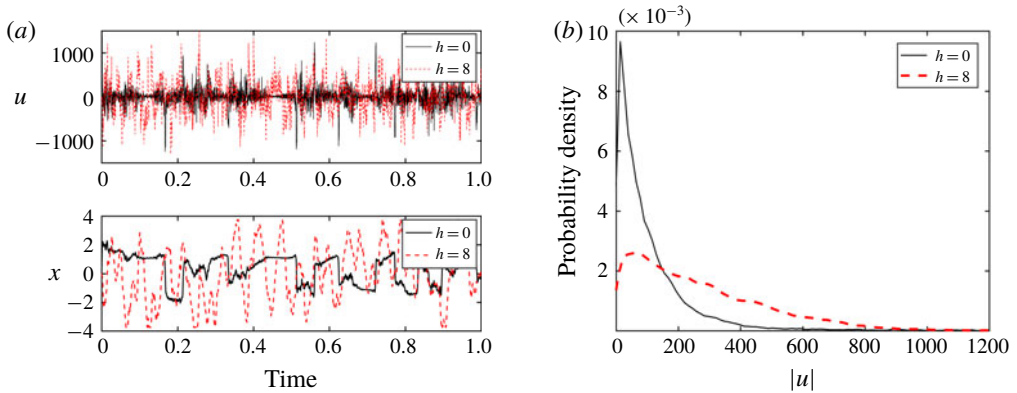 (a)
1000
u
0
−1000
h = 0
h = 8
0 0.2 0.4 0.6 0.8 1.0
4
2
x
0
−2
−4
h = 0
h = 8
0 0.2 0.4 0.6 0.8 1.0
Time
(b)
(× 10⁻³)
10
8
6
4
2
Probability density
h = 0
h = 8
0 200 400 600 800 1000 1200
|u|